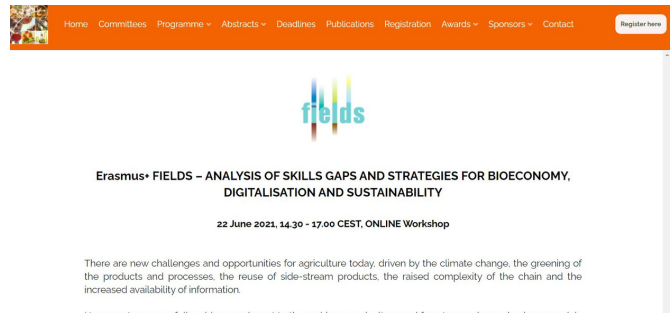 Home Committees Programme Abstracts Deadlines Publications Registration Awards Sponsors Contact Register here
fields
Erasmus+ FIELDS – ANALYSIS OF SKILLS GAPS AND STRATEGIES FOR BIOECONOMY,
DIGITALISATION AND SUSTAINABILITY
22 June 2021, 14.30 - 17.00 CEST, ONLINE Workshop
There are new challenges and opportunities for agriculture today, driven by the climate change, the greening of
the products and processes, the reuse of side-stream products, the raised complexity of the chain and the
increased availability of information.